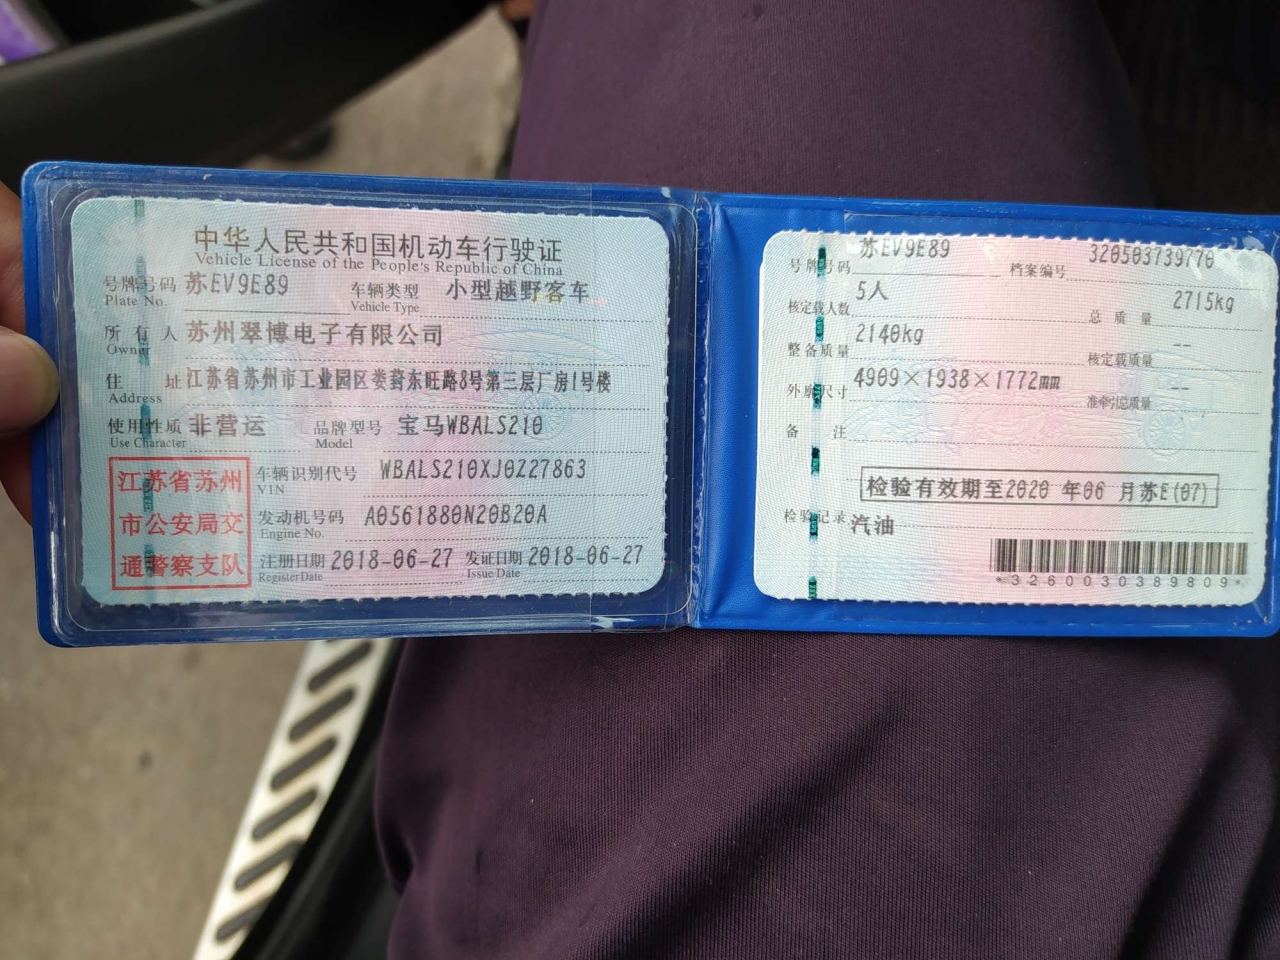 中华人民共和国机动车行驶证
Vehicle License of the People's Republic of China
号牌号码 苏EV9E89 车辆类型 小型越野客车
Plate No. Vehicle Type
所有人 苏州翠博电子有限公司
Owner
住址 江苏省苏州市工业园区娄葑东旺路8号第三层厂房1号楼
Address
使用性质 非营运 品牌型号 宝马WBALS210
Use Character Model
江苏省苏州
市公安局交
通警察支队
车辆识别代号 WBALS210XJ0Z27863
VIN
发动机号码 A0561880N20B20A
Engine No.
注册日期 2018-06-27 发证日期 2018-06-27
Register Date Issue Date
号牌号码 苏EV9E89 档案编号 320503739770
核定载人数 5人 总质量 2715kg
整备质量 2140kg 核定载质量 --
外廓尺寸 4909×1938×1772mm 准牵引总质量 --
备注
检验有效期至2020 年06 月苏E(07)
检验记录 汽油
*3260030389809*